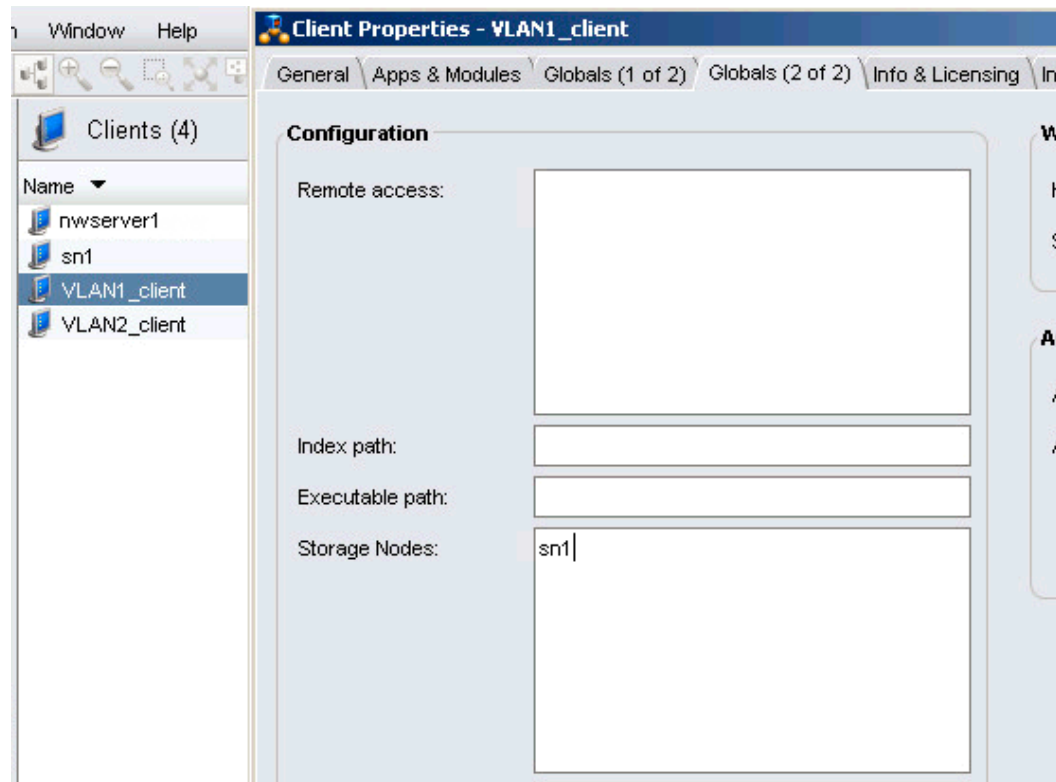 Window Help
Clients (4)
Name
nwserver1
sn1
VLAN1_client
VLAN2_client
Client Properties - VLAN1_client
General Apps & Modules Globals (1 of 2) Globals (2 of 2) Info & Licensing In
Configuration
Remote access:
Index path:
Executable path:
Storage Nodes: sn1
W
A